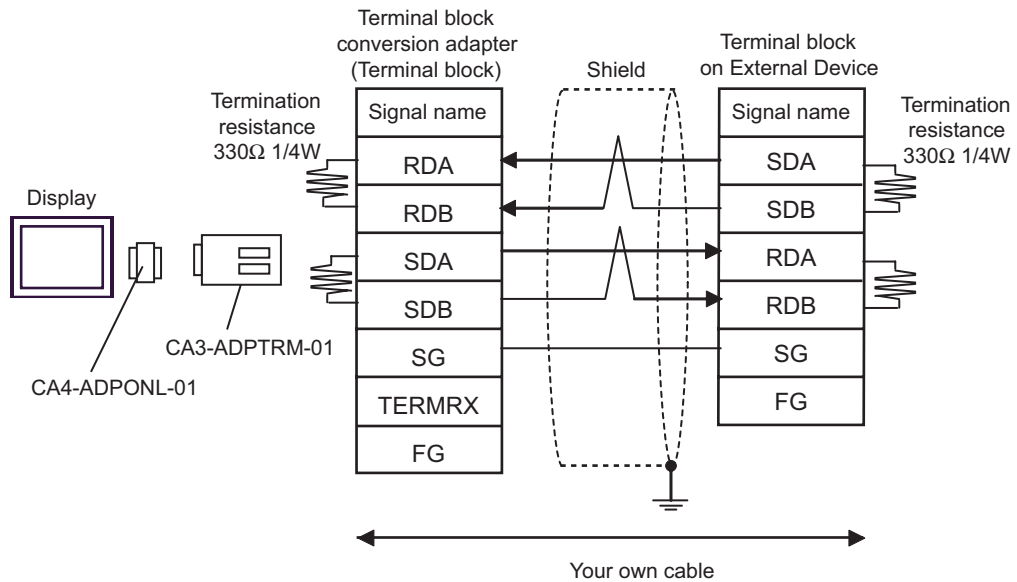 Terminal block
conversion adapter
(Terminal block)
Shield
Terminal block
on External Device
Termination
resistance
330Ω 1/4W
Signal name
RDA
RDB
SDA
SDB
SG
TERMRX
FG
Signal name
SDA
SDB
RDA
RDB
SG
FG
Termination
resistance
330Ω 1/4W
Display
CA3-ADPTRM-01
CA4-ADPONL-01
Your own cable